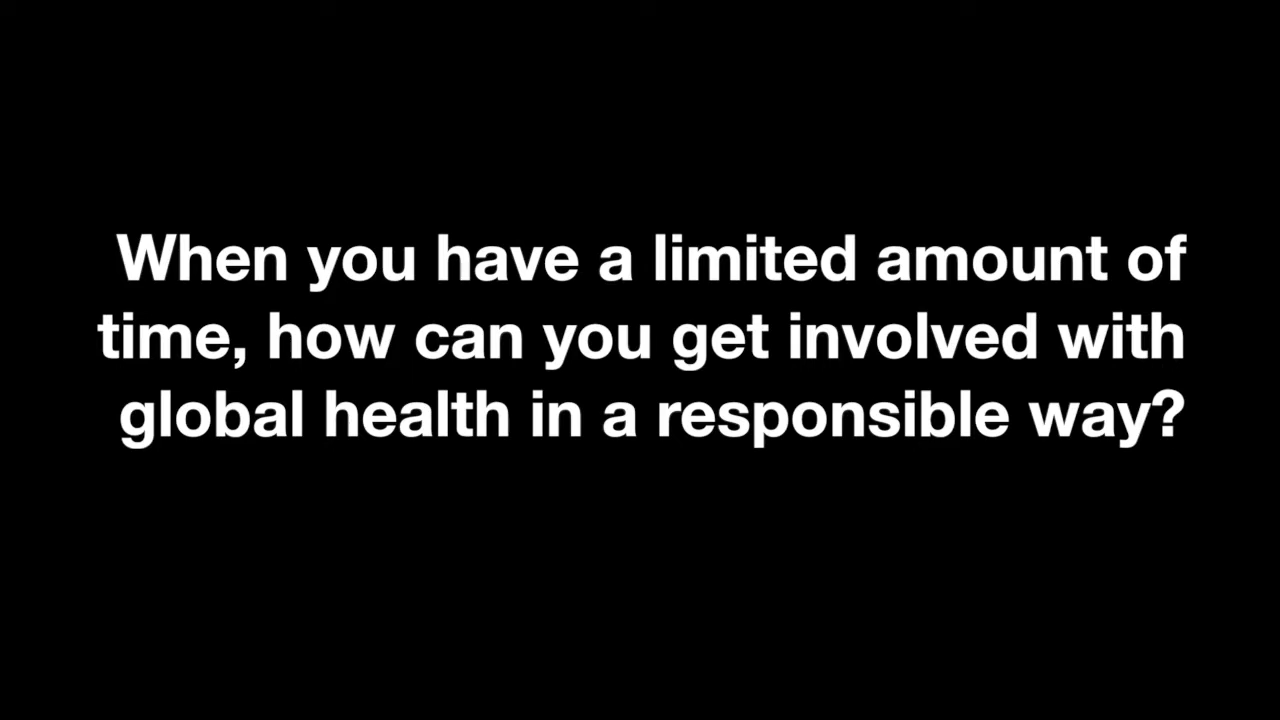 When you have a limited amount of
time, how can you get involved with
global health in a responsible way?